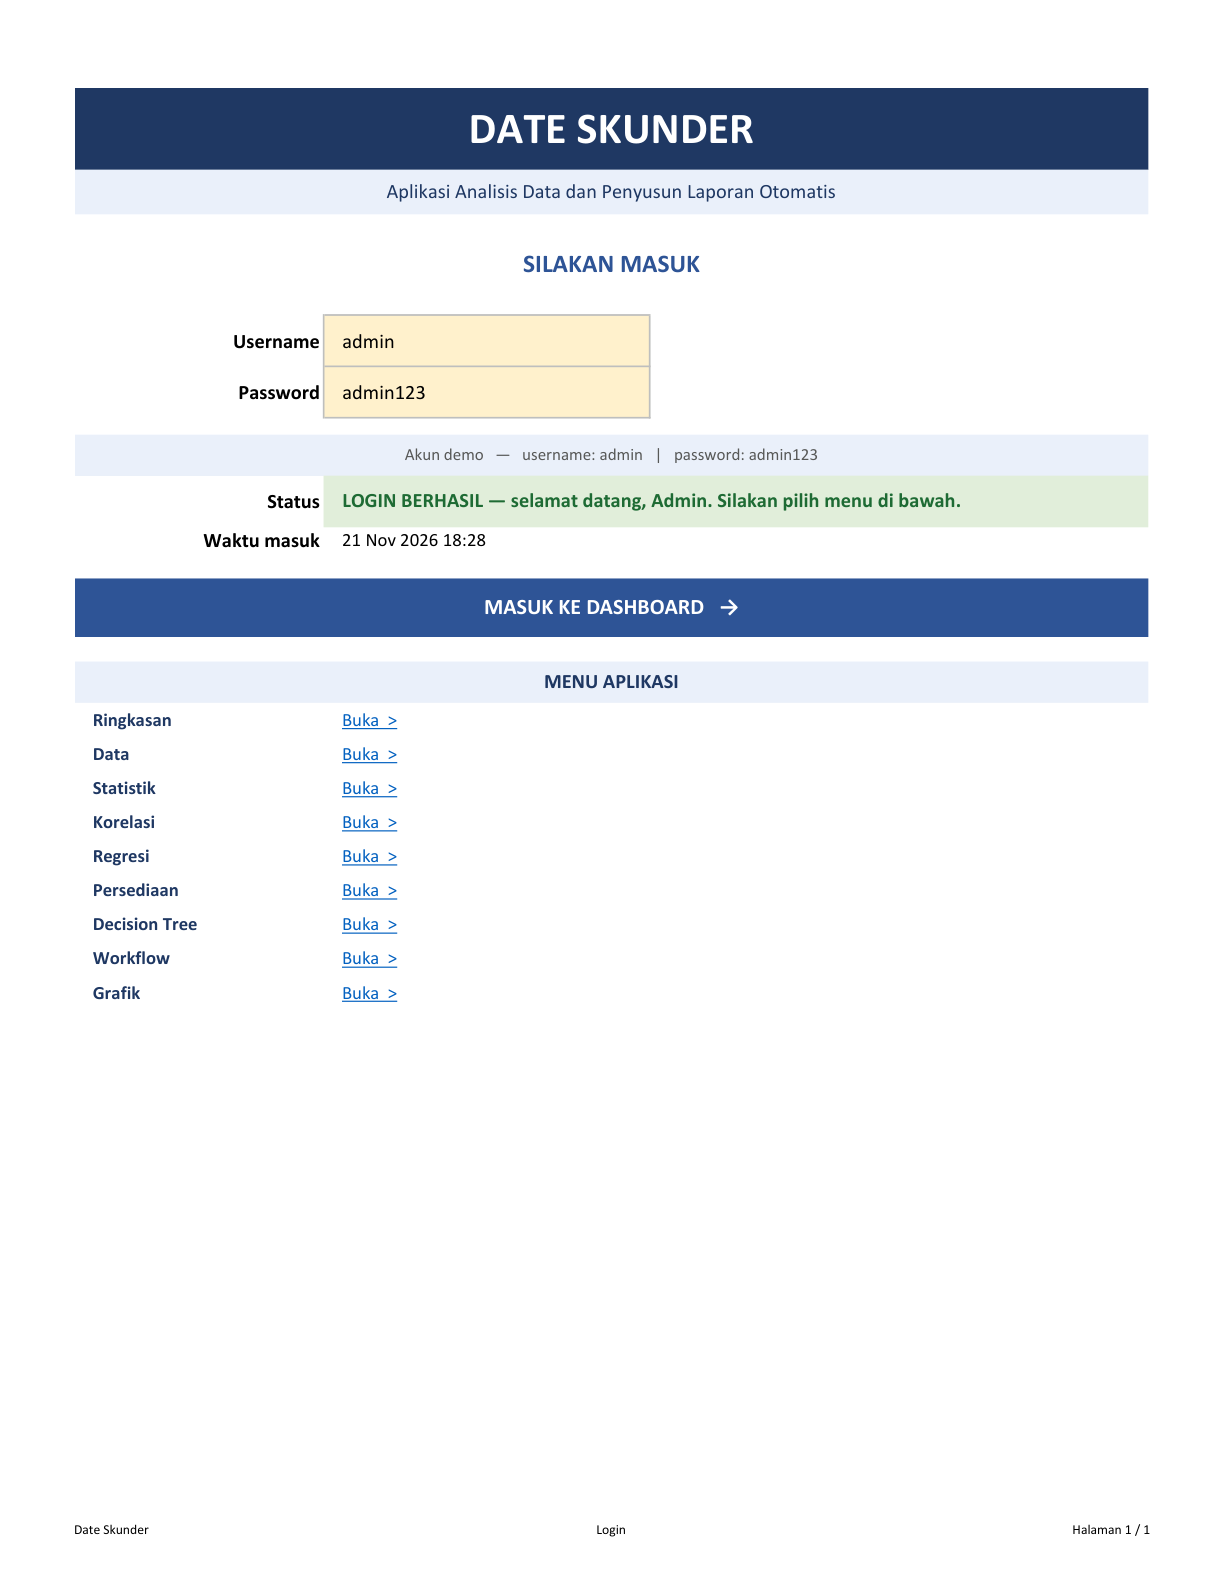 DATE SKUNDER
Aplikasi Analisis Data dan Penyusun Laporan Otomatis
SILAKAN MASUK
Username admin
Password admin123
Akun demo — username: admin | password: admin123
Status LOGIN BERHASIL — selamat datang, Admin. Silakan pilih menu di bawah.
Waktu masuk 21 Nov 2026 18:28
MASUK KE DASHBOARD →
MENU APLIKASI
Ringkasan Buka >
Data Buka >
Statistik Buka >
Korelasi Buka >
Regresi Buka >
Persediaan Buka >
Decision Tree Buka >
Workflow Buka >
Grafik Buka >
Date Skunder Login Halaman 1 / 1